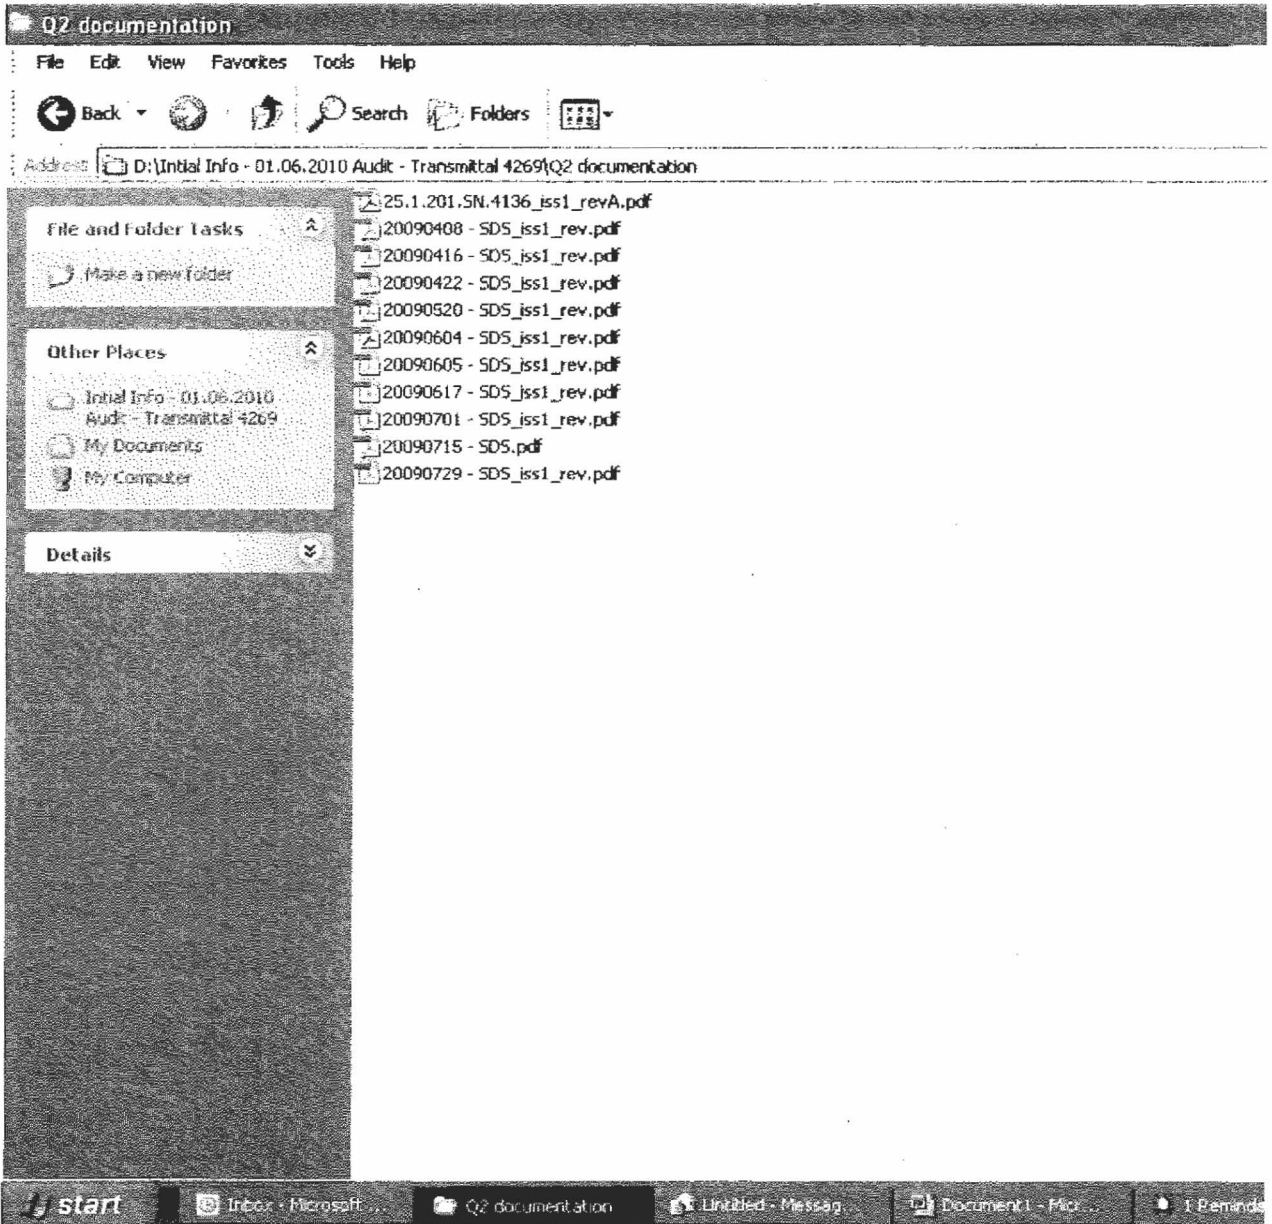 Q2 documentation
File Edit View Favorites Tools Help
Back Search Folders
Address D:\Intial Info - 01.06.2010 Audit - Transmittal 4269\Q2 documentation
25.1.201.SN.4136_iss1_revA.pdf
20090408 - SDS_iss1_rev.pdf
20090416 - SDS_iss1_rev.pdf
20090422 - SDS_iss1_rev.pdf
20090520 - SDS_iss1_rev.pdf
20090604 - SDS_iss1_rev.pdf
20090605 - SDS_iss1_rev.pdf
20090617 - SDS_iss1_rev.pdf
20090701 - SDS_iss1_rev.pdf
20090715 - SDS.pdf
20090729 - SDS_iss1_rev.pdf
File and Folder Tasks
Make a new folder
Other Places
Intial Info - 01.06.2010
Audit - Transmittal 4269
My Documents
My Computer
Details
start Inbox - Microsoft ... Q2 documentation Untitled - Messag... Document1 - Micr... 1 Reminde